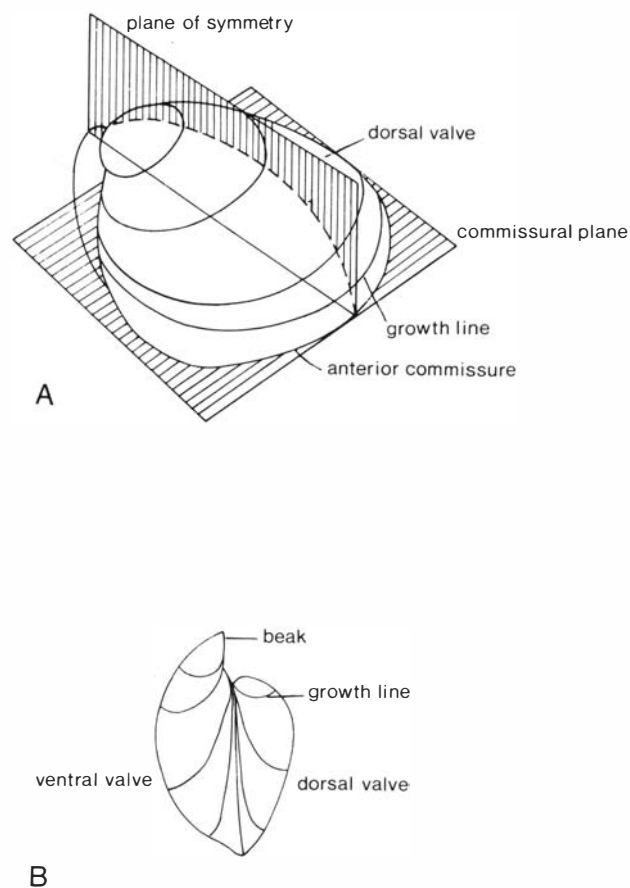 plane of symmetry
dorsal valve
commissural plane
growth line
anterior commissure
A
beak
growth line
ventral valve
dorsal valve
B